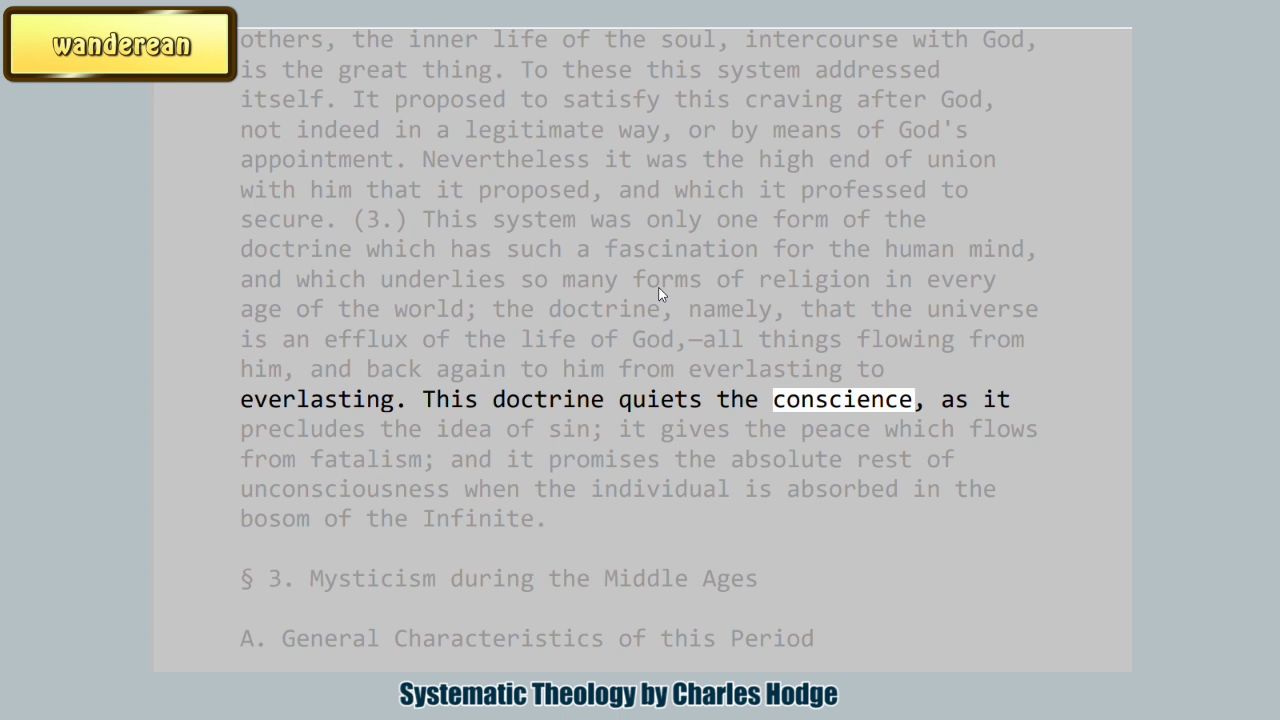 wanderean
others, the inner life of the soul, intercourse with God,
is the great thing. To these this system addressed
itself. It proposed to satisfy this craving after God,
not indeed in a legitimate way, or by means of God's
appointment. Nevertheless it was the high end of union
with him that it proposed, and which it professed to
secure. (3.) This system was only one form of the
doctrine which has such a fascination for the human mind,
and which underlies so many forms of religion in every
age of the world; the doctrine, namely, that the universe
is an efflux of the life of God,—all things flowing from
him, and back again to him from everlasting to
everlasting. This doctrine quiets the conscience, as it
precludes the idea of sin; it gives the peace which flows
from fatalism; and it promises the absolute rest of
unconsciousness when the individual is absorbed in the
bosom of the Infinite.
§ 3. Mysticism during the Middle Ages
A. General Characteristics of this Period
Systematic Theology by Charles Hodge